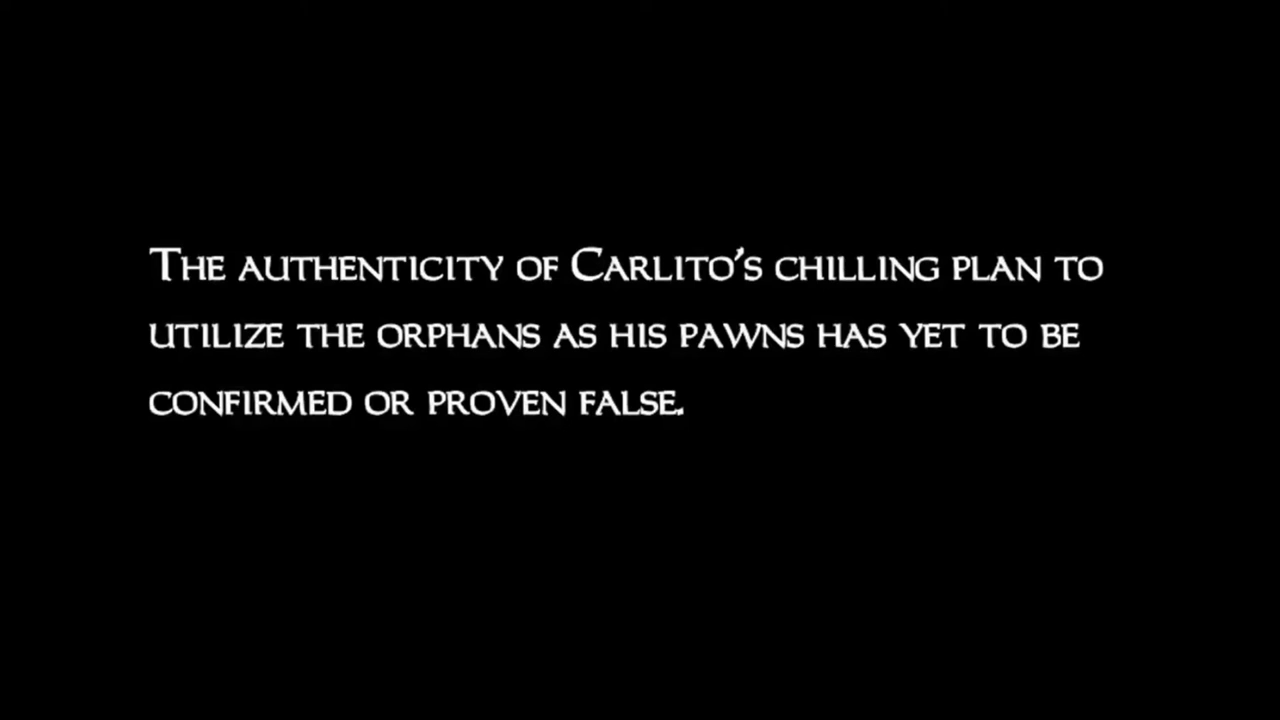 The authenticity of Carlito's chilling plan to
utilize the orphans as his pawns has yet to be
confirmed or proven false.